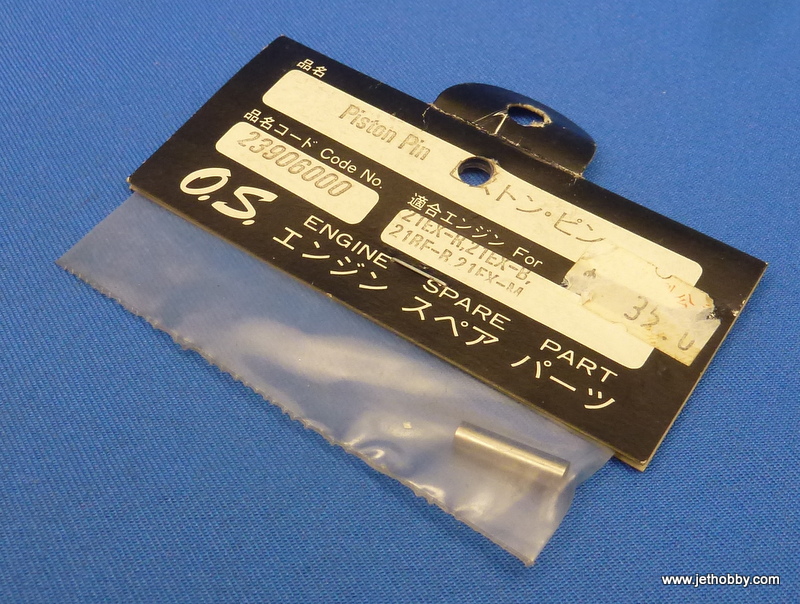 品名
Piston Pin
ストン・ピン
品名コード Code No.
23906000
適合エンジン For
21EX-R,21EX-B,
21RF-B,21EX-M
O.S.
ENGINE SPARE PART
エンジン スペア パーツ
35.0
www.jethobby.com